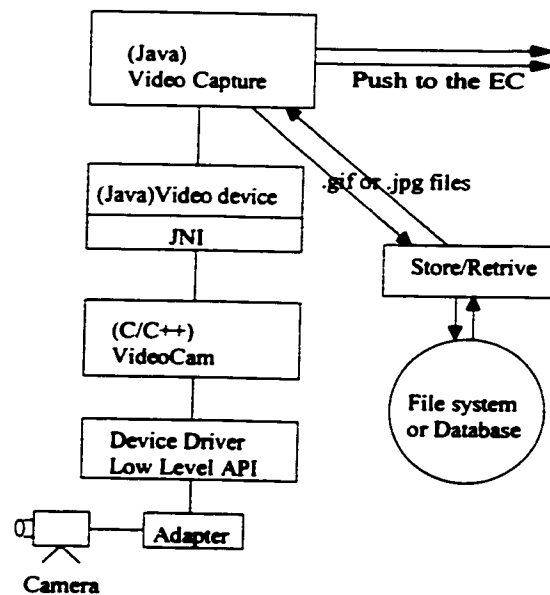 (Java)
Video Capture
Push to the EC
.gif or .jpg files
(Java)Video device
JNI
Store/Retrive
(C/C++)
VideoCam
File system
or Database
Device Driver
Low Level API
Adapter
Camera